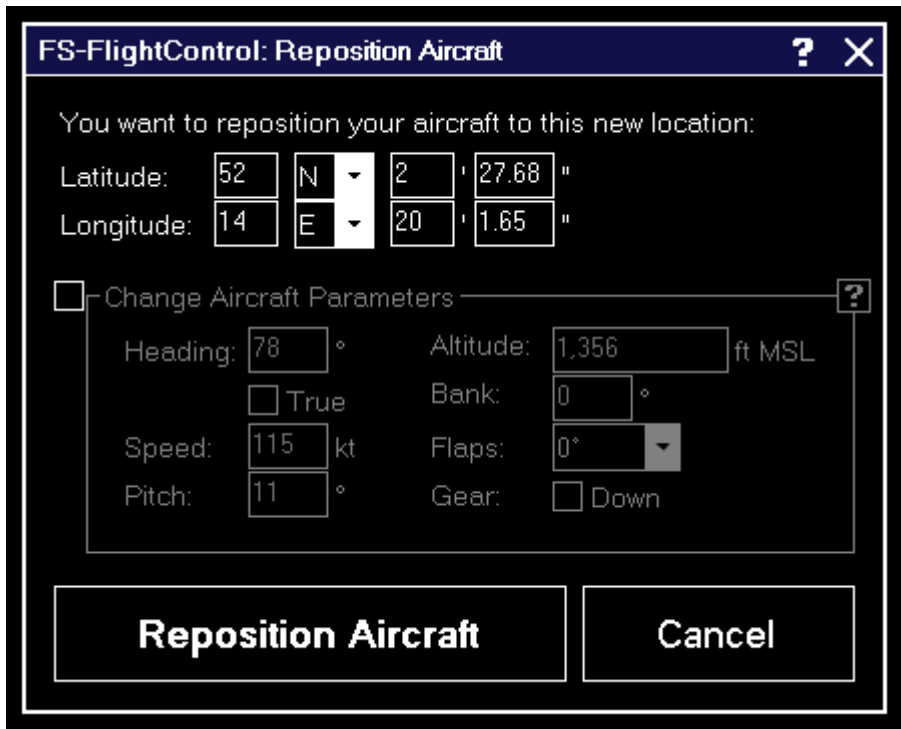 FS-FlightControl: Reposition Aircraft ?
You want to reposition your aircraft to this new location:
Latitude: 52 N 2 ' 27.68 "
Longitude: 14 E 20 ' 1.65 "
Change Aircraft Parameters ?
Heading: 78 ° Altitude: 1,356 ft MSL
True Bank: 0 °
Speed: 115 kt Flaps: 0°
Pitch: 11 ° Gear: Down
Reposition Aircraft Cancel